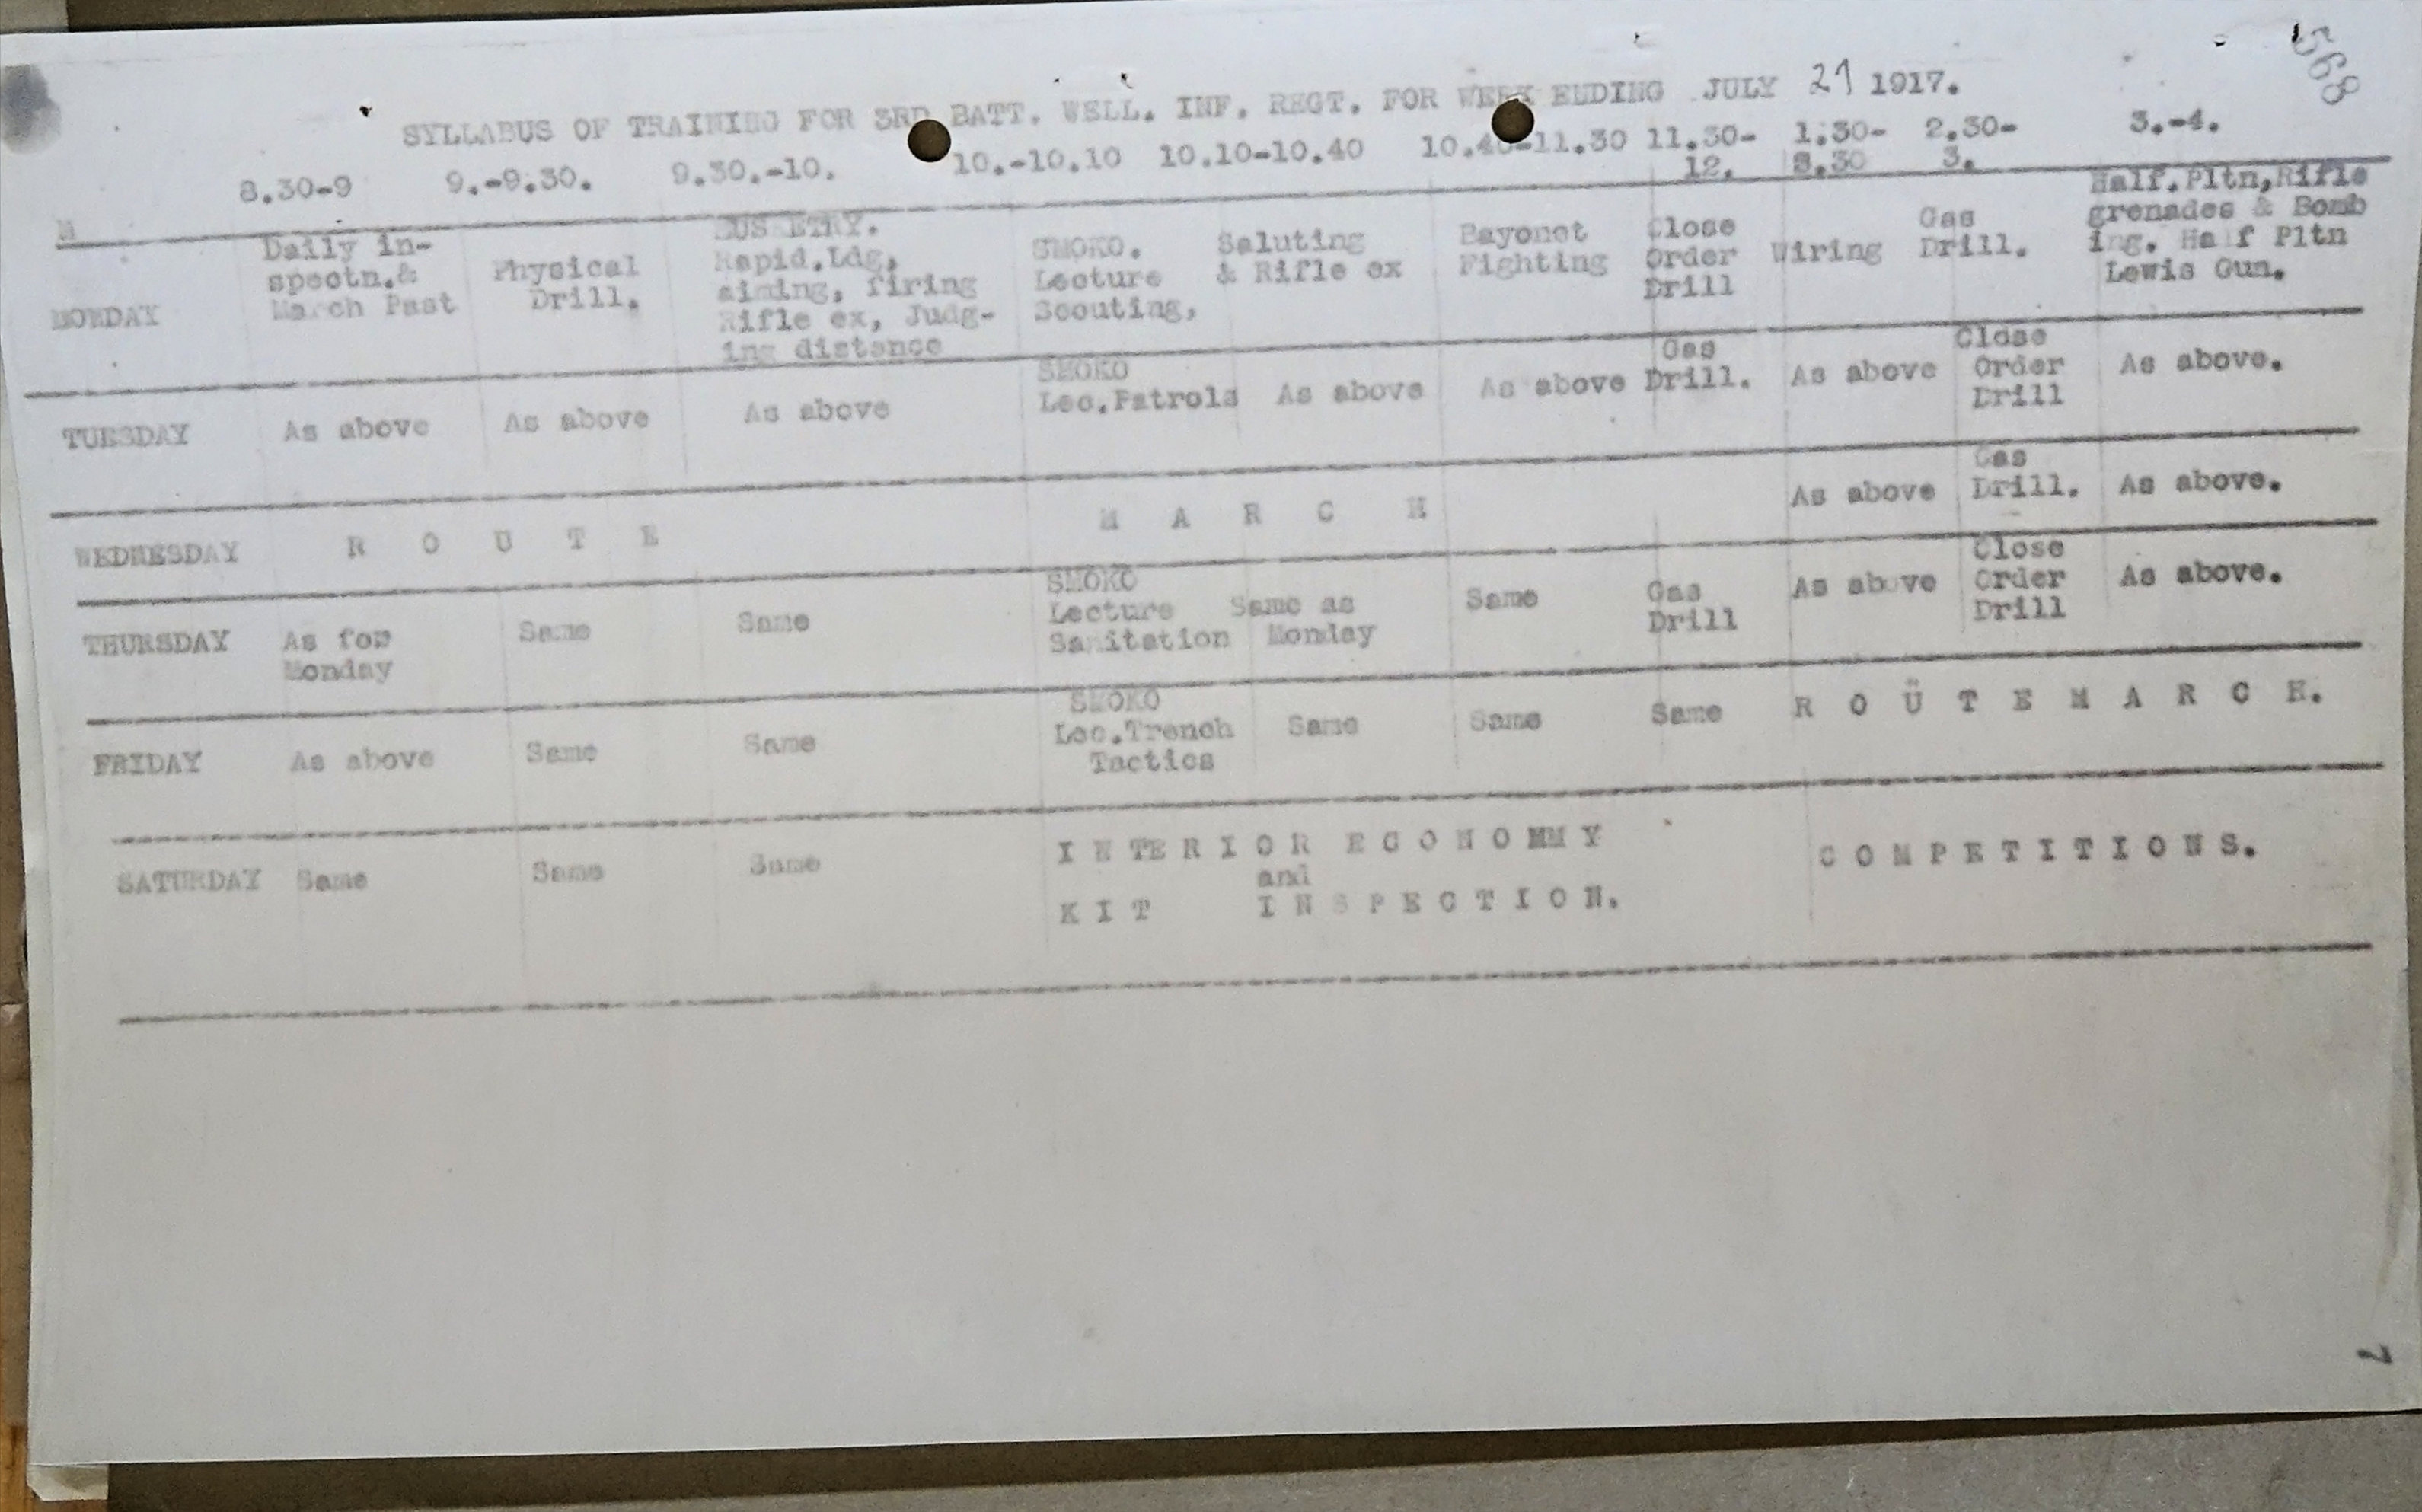 568
SYLLABUS OF TRAINING FOR 3RD BATT. WELL. INF. REGT. FOR WEEK ENDING JULY 21 1917.
8.30-9 9.-9.30. 9.30.-10. 10.-10.10 10.10-10.40 10.40-11.30 11.30- 1.30- 2.30- 3.-4.
12. 3. 
M
MONDAY
Daily in-
spectn.&
March Past
Physical
Drill.
MUSKETRY.
Rapid.Ldg,
aiming, firing
Rifle ex, Judg-
ing distance
SMOKO.
Lecture
Scouting,
Saluting
& Rifle ex
Bayonet
Fighting
Close
Order
Drill
Wiring
Gas
Drill.
Half.Pltn,Rifle
grenades & Bomb
ing. Half Pltn
Lewis Gun.
TUESDAY
As above
As above
As above
SMOKO
Lec.Patrols
As above
As above
Gas
Drill.
As above
Close
Order
Drill
As above.
WEDNESDAY
R O U T E M A R C H
As above
Gas
Drill.
As above.
THURSDAY
As for
Monday
Same
Same
SMOKO
Lecture
Sanitation
Same as
Monday
Same
Gas
Drill
As above
Close
Order
Drill
As above.
FRIDAY
As above
Same
Same
SMOKO
Lec.Trench
Tactics
Same
Same
Same
R O Ü T E M A R C H.
SATURDAY
Same
Same
Same
I N TE R I O R E C O N O MM Y
and
K I T I N S P E C T I O N.
C O M P E T I T I O N S.
7